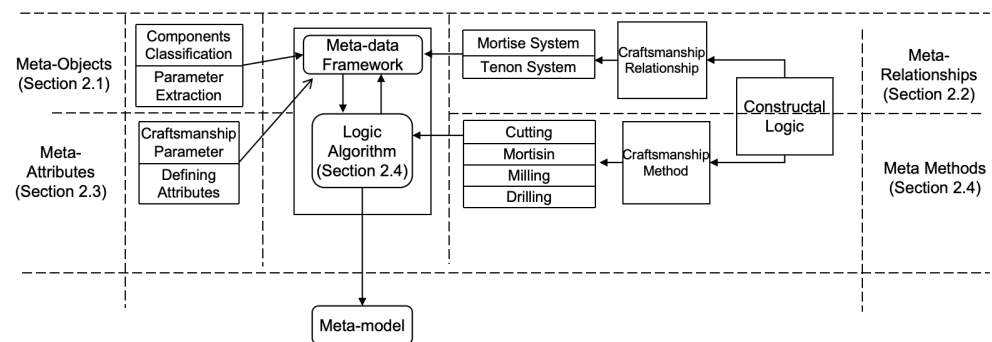 Meta-Objects
(Section 2.1)
Components
Classification
Parameter
Extraction
Meta-data
Framework
Mortise System
Tenon System
Craftsmanship
Relationship
Meta-
Relationships
(Section 2.2)
Constructal
Logic
Meta-
Attributes
(Section 2.3)
Craftsmanship
Parameter
Defining
Attributes
Logic
Algorithm
(Section 2.4)
Cutting
Mortisin
Milling
Drilling
Craftsmanship
Method
Meta Methods
(Section 2.4)
Meta-model